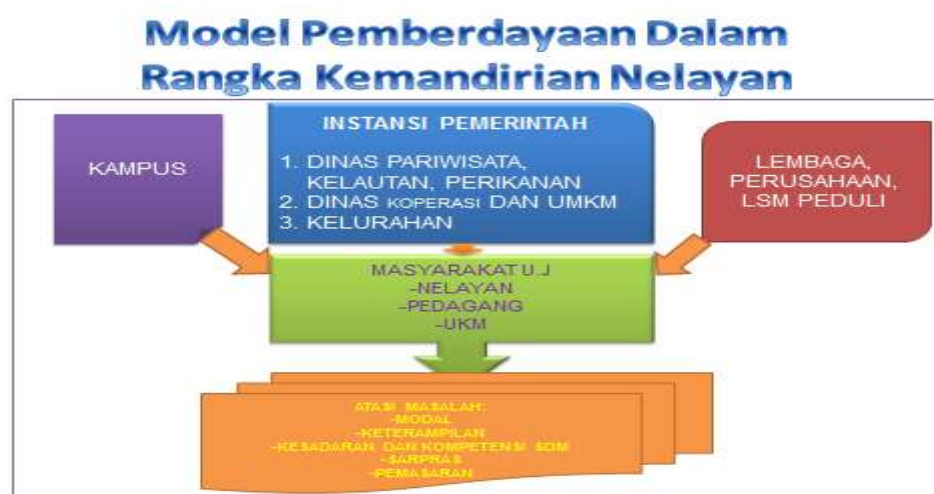 Model Pemberdayaan Dalam
Rangka Kemandirian Nelayan
KAMPUS
INSTANSI PEMERINTAH
1. DINAS PARIWISATA,
KELAUTAN, PERIKANAN
2. DINAS KOPERASI DAN UMKM
3. KELURAHAN
LEMBAGA,
PERUSAHAAN,
LSM PEDULI
MASYARAKAT U.J
-NELAYAN
-PEDAGANG
-UKM
ATASI MASALAH:
-MODAL
-KETERAMPILAN
-KESADARAN DAN KOMPETENSI SDM
-SARPRAS
-PEMASARAN